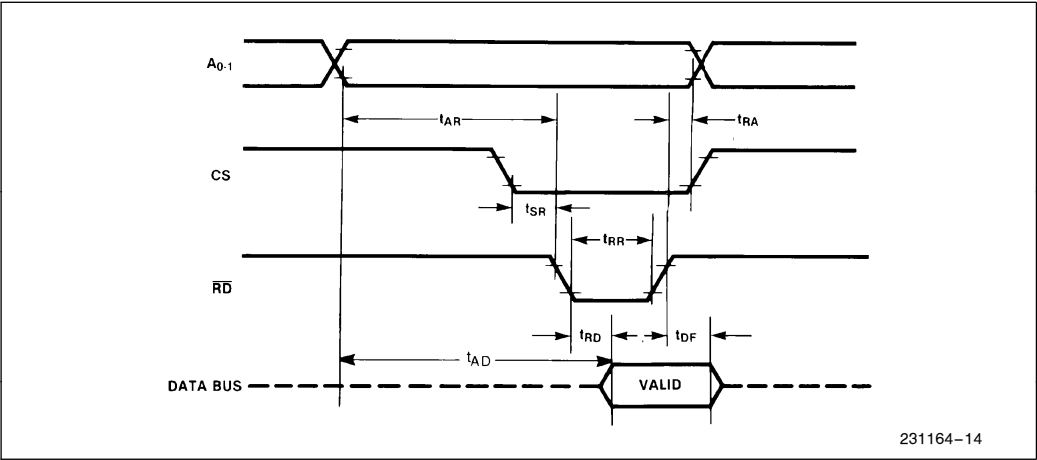 A0-1
tAR
tRA
CS
tSR
tRR
RD
tRD
tDF
tAD
DATA BUS
VALID
231164–14